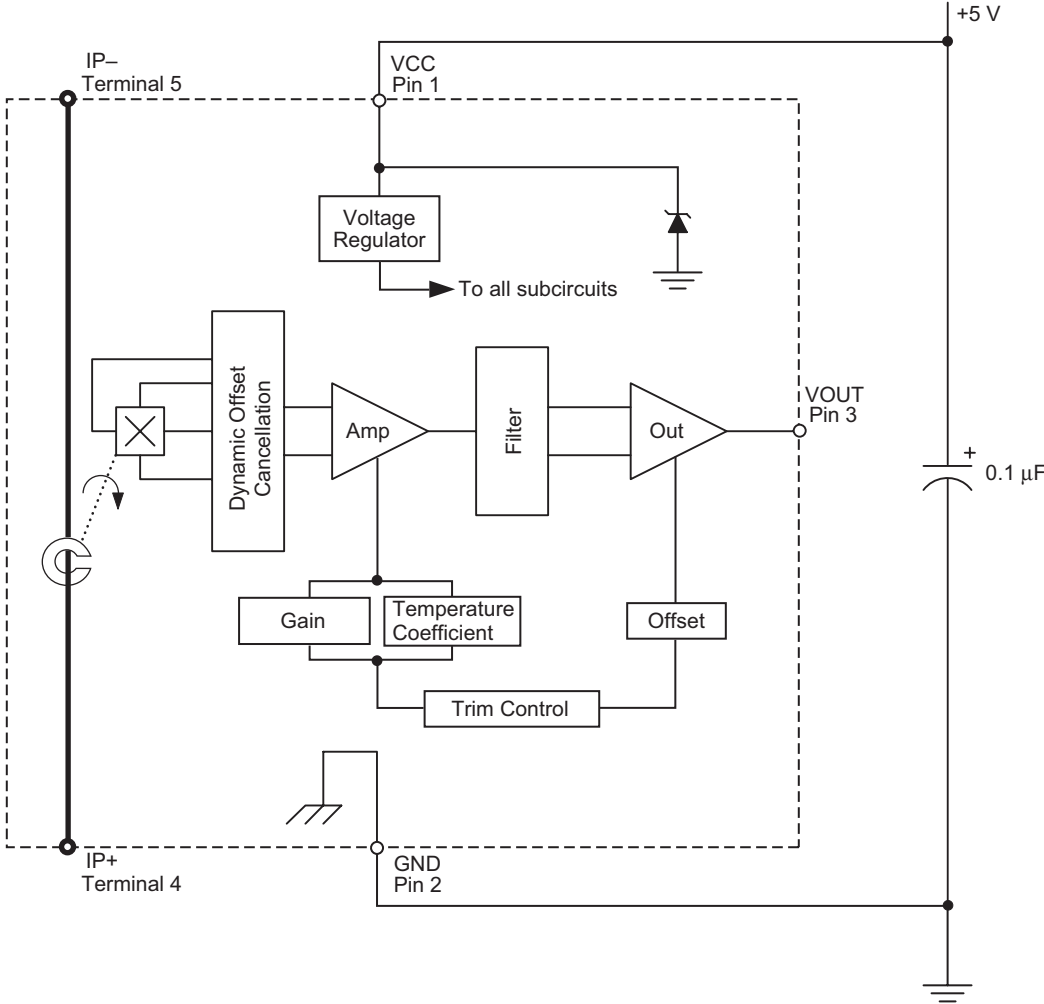 +5 V
IP–
Terminal 5
VCC
Pin 1
Voltage
Regulator
To all subcircuits
Dynamic Offset
Cancellation
Amp
Filter
Out
VOUT
Pin 3
+
0.1 µF
Gain
Temperature
Coefficient
Offset
Trim Control
IP+
Terminal 4
GND
Pin 2